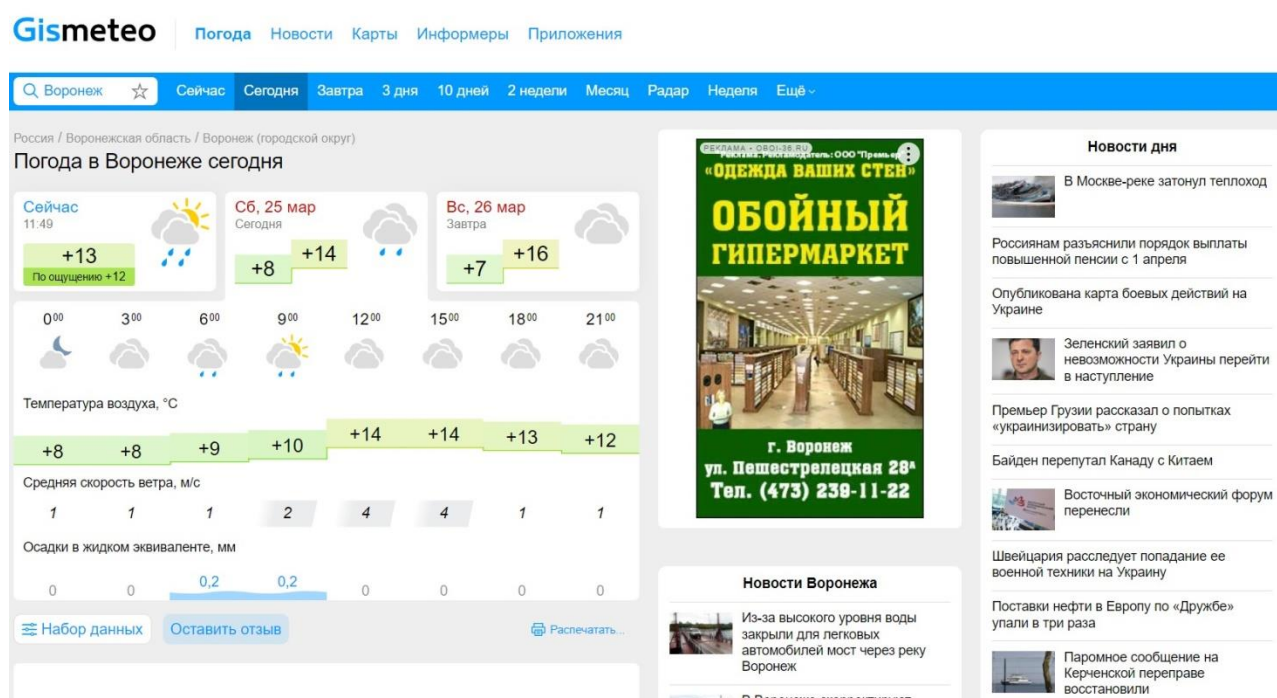 Gismeteo
Погода Новости Карты Информеры Приложения
Воронеж Сейчас Сегодня Завтра 3 дня 10 дней 2 недели Месяц Радар Неделя Ещё
Россия / Воронежская область / Воронеж (городской округ)
Погода в Воронеже сегодня
Сейчас
11:49
+13
По ощущению +12
Сб, 25 мар
Сегодня
+8 +14
Вс, 26 мар
Завтра
+7 +16
0⁰⁰ 3⁰⁰ 6⁰⁰ 9⁰⁰ 12⁰⁰ 15⁰⁰ 18⁰⁰ 21⁰⁰
Температура воздуха, °C
+8 +8 +9 +10 +14 +14 +13 +12
Средняя скорость ветра, м/с
1 1 1 2 4 4 1 1
Осадки в жидком эквиваленте, мм
0 0 0,2 0,2 0 0 0 0
Набор данных Оставить отзыв Распечатать...
РЕКЛАМА • OBOI-36.RU
Реклама. Рекламодатель: ООО
«ОДЕЖДА ВАШИХ СТЕН»
ОБОЙНЫЙ
ГИПЕРМАРКЕТ
г. Воронеж
ул. Пешестрелецкая 28ᴬ
Тел. (473) 239-11-22
Новости Воронежа
Из-за высокого уровня воды
закрыли для легковых
автомобилей мост через реку
Воронеж
Новости дня
В Москве-реке затонул теплоход
Россиянам разъяснили порядок выплаты
повышенной пенсии с 1 апреля
Опубликована карта боевых действий на
Украине
Зеленский заявил о
невозможности Украины перейти
в наступление
Премьер Грузии рассказал о попытках
«украинизировать» страну
Байден перепутал Канаду с Китаем
Восточный экономический форум
перенесли
Швейцария расследует попадание ее
военной техники на Украину
Поставки нефти в Европу по «Дружбе»
упали в три раза
Паромное сообщение на
Керченской переправе
восстановили